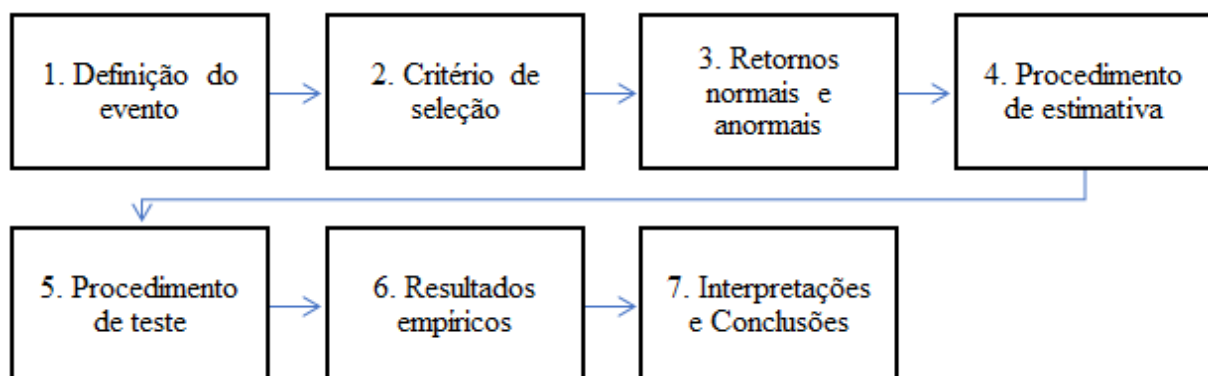 1. Definição do
evento
2. Critério de
seleção
3. Retornos
normais e
anormais
4. Procedimento
de estimativa
5. Procedimento
de teste
6. Resultados
empíricos
7. Interpretações
e Conclusões